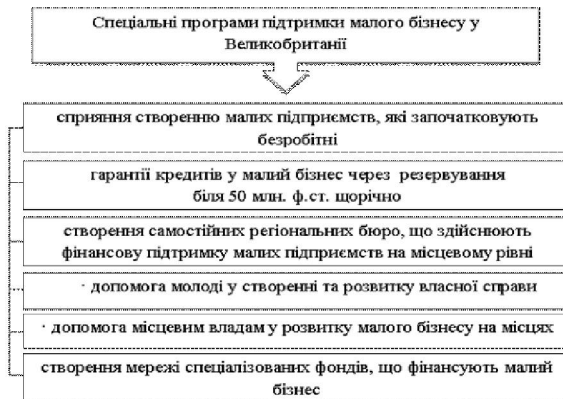 Спеціальні програми підтримки малого бізнесу у
Великобританії
сприяння створенню малих підприємств, які започатковують
безробітні
гарантії кредитів у малий бізнес через резервування
біля 50 млн. ф.ст. щорічно
створення самостійних регіональних бюро, що здійснюють
фінансову підтримку малих підприємств на місцевому рівні
· допомога молоді у створенні та розвитку власної справи
· допомога місцевим владам у розвитку малого бізнесу на місцях
створення мережі спеціалізованих фондів, що фінансують малий
бізнес